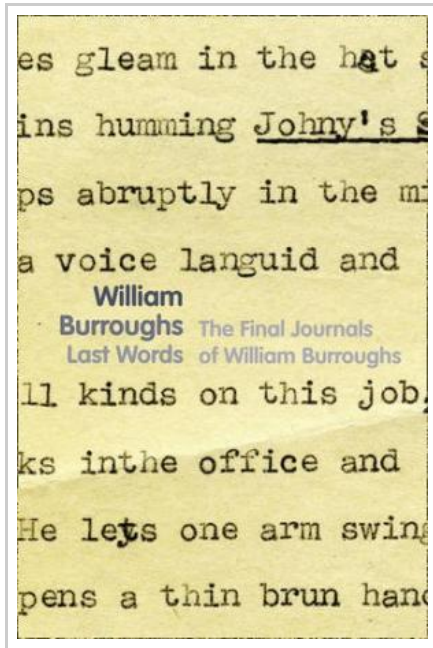 es gleam in the hat s
ins humming Johny's S
ps abruptly in the mi
a voice languid and
William
Burroughs The Final Journals
Last Words of William Burroughs
ll kinds on this job,
ks inthe office and
He lets one arm swing
pens a thin brun hand